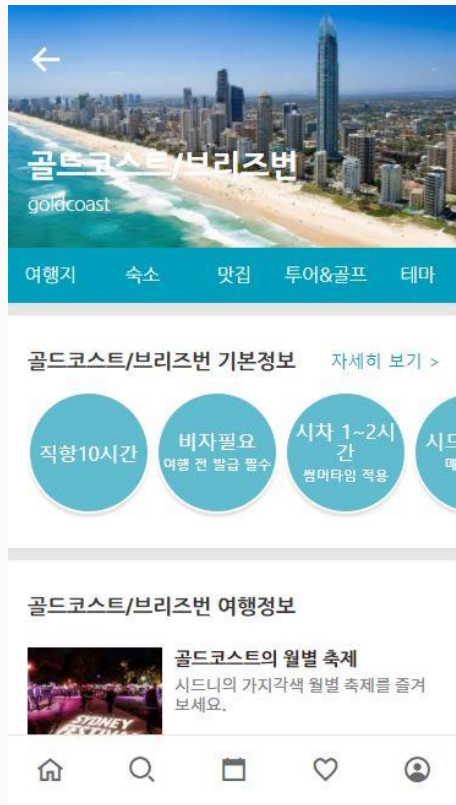 골드코스트/브리즈번
goldcoast
여행지 숙소 맛집 투어&골프 테마
골드코스트/브리즈번 기본정보 자세히 보기 >
직항10시간
비자필요
여행 전 발급 필수
시차 1~2시
간
썸머타임 적용
골드코스트/브리즈번 여행정보
골드코스트의 월별 축제
시드니의 가지각색 월별 축제를 즐겨
보세요.
SYDNEY